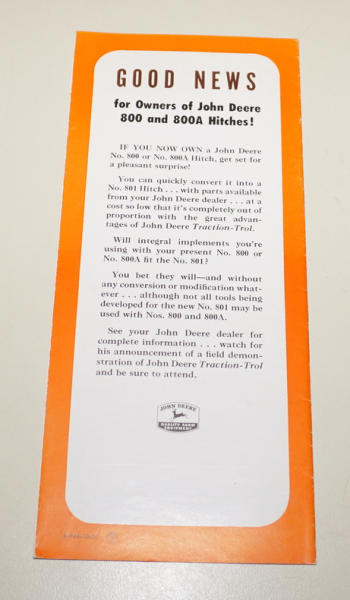 GOOD NEWS
for Owners of John Deere
800 and 800A Hitches!
IF YOU NOW OWN a John Deere
No. 800 or No. 800A Hitch, get set for
a pleasant surprise!
You can quickly convert it into a
No. 801 Hitch . . . with parts available
from your John Deere dealer . . . at a
cost so low that it's completely out of
proportion with the great advan-
tages of John Deere Traction-Trol.
Will integral implements you're
using with your present No. 800 or
No. 800A fit the No. 801?
You bet they will—and without
any conversion or modification what-
ever . . . although not all tools being
developed for the new No. 801 may be
used with Nos. 800 and 800A.
See your John Deere dealer for
complete information . . . watch for
his announcement of a field demon-
stration of John Deere Traction-Trol
and be sure to attend.
JOHN DEERE
QUALITY FARM
EQUIPMENT